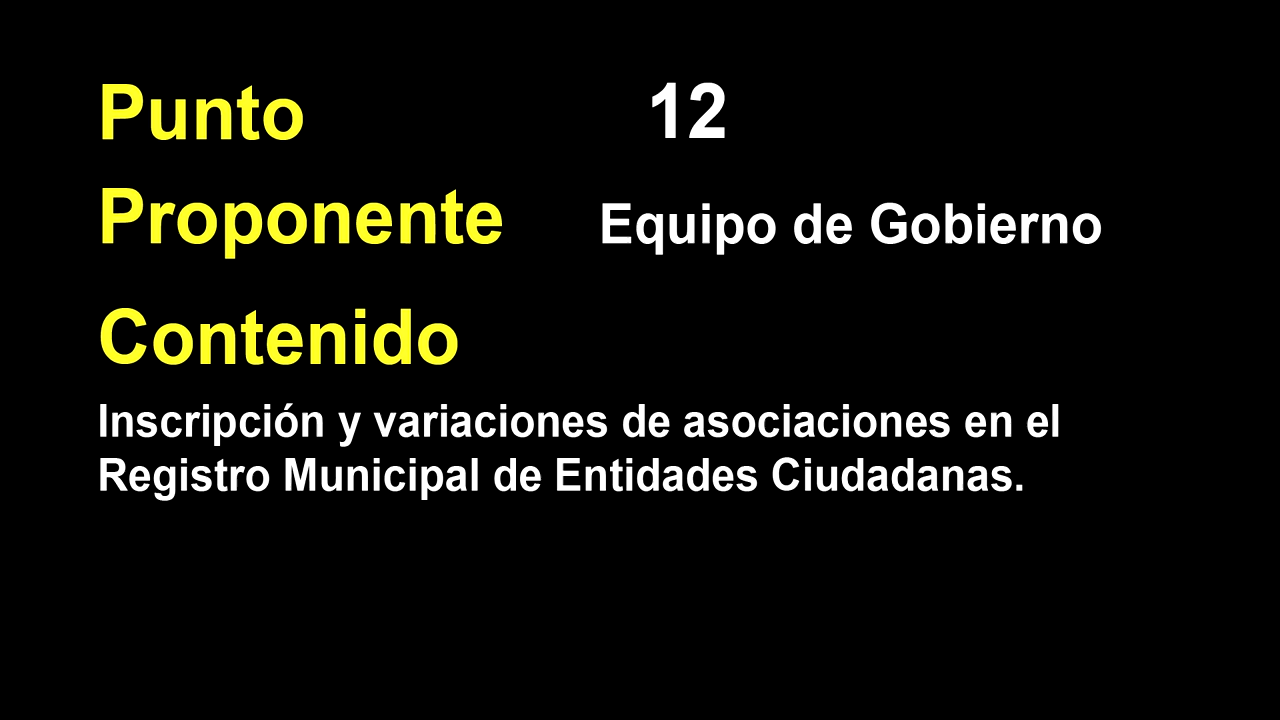 Punto 12
Proponente Equipo de Gobierno
Contenido
Inscripción y variaciones de asociaciones en el
Registro Municipal de Entidades Ciudadanas.